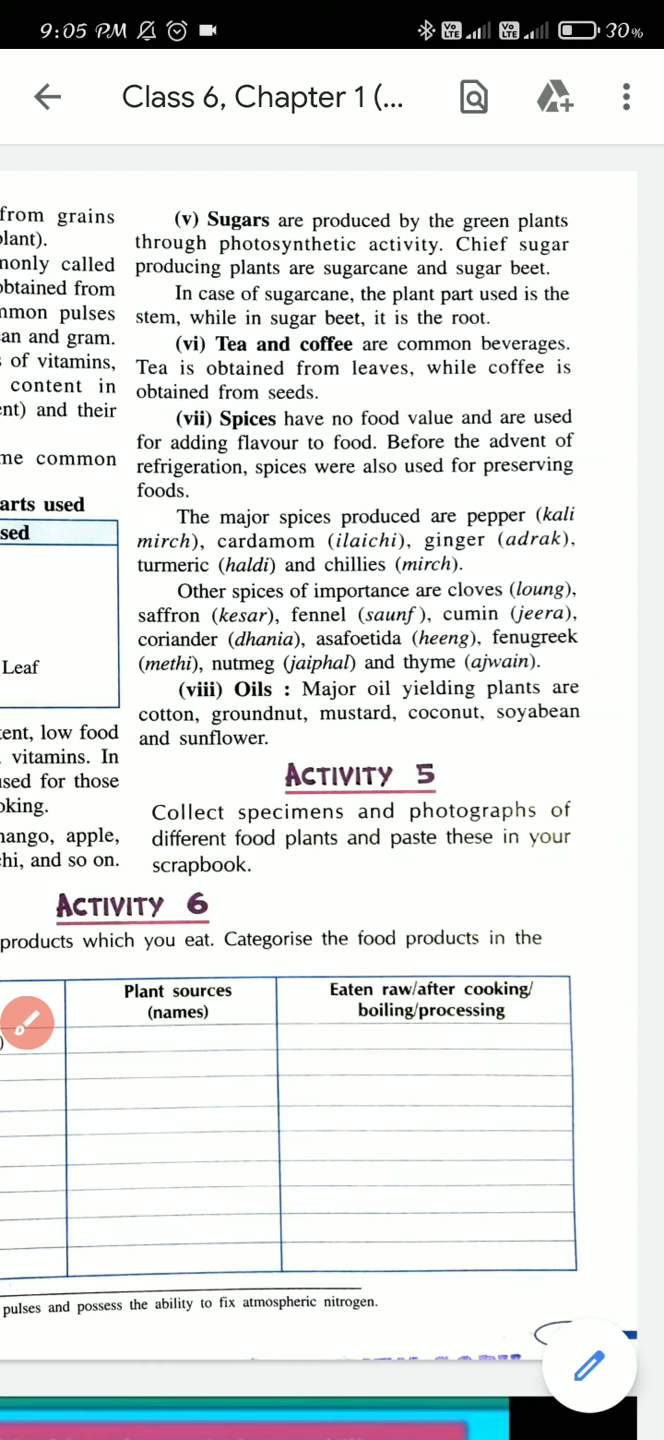 9:05 PM
Vo LTE
Vo LTE
30%
Class 6, Chapter 1 (...
from grains
plant).
monly called
obtained from
mmon pulses
an and gram.
of vitamins,
content in
ent) and their
me common
arts used
sed
Leaf
tent, low food
vitamins. In
used for those
oking.
mango, apple,
chi, and so on.
(v) Sugars are produced by the green plants
through photosynthetic activity. Chief sugar
producing plants are sugarcane and sugar beet.
In case of sugarcane, the plant part used is the
stem, while in sugar beet, it is the root.
(vi) Tea and coffee are common beverages.
Tea is obtained from leaves, while coffee is
obtained from seeds.
(vii) Spices have no food value and are used
for adding flavour to food. Before the advent of
refrigeration, spices were also used for preserving
foods.
The major spices produced are pepper (kali
mirch), cardamom (ilaichi), ginger (adrak),
turmeric (haldi) and chillies (mirch).
Other spices of importance are cloves (loung),
saffron (kesar), fennel (saunf), cumin (jeera),
coriander (dhania), asafoetida (heeng), fenugreek
(methi), nutmeg (jaiphal) and thyme (ajwain).
(viii) Oils : Major oil yielding plants are
cotton, groundnut, mustard, coconut, soyabean
and sunflower.
ACTIVITY 5
Collect specimens and photographs of
different food plants and paste these in your
scrapbook.
ACTIVITY 6
products which you eat. Categorise the food products in the
Plant sources
(names)
Eaten raw/after cooking/
boiling/processing
)
pulses and possess the ability to fix atmospheric nitrogen.